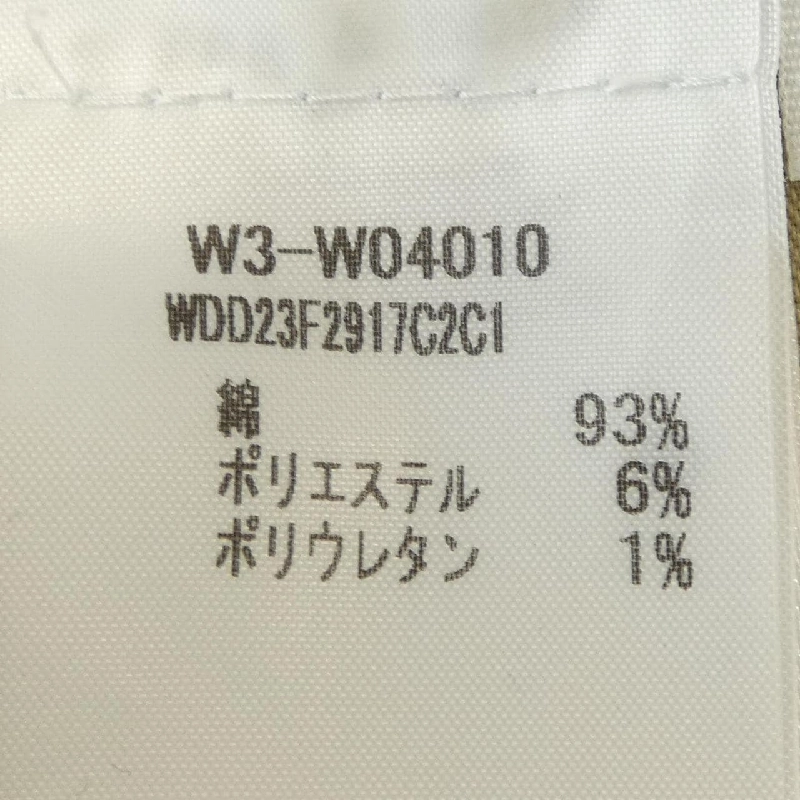 W3-W04010
WDD23F2917C2C1
綿 93%
ポリエステル 6%
ポリウレタン 1%